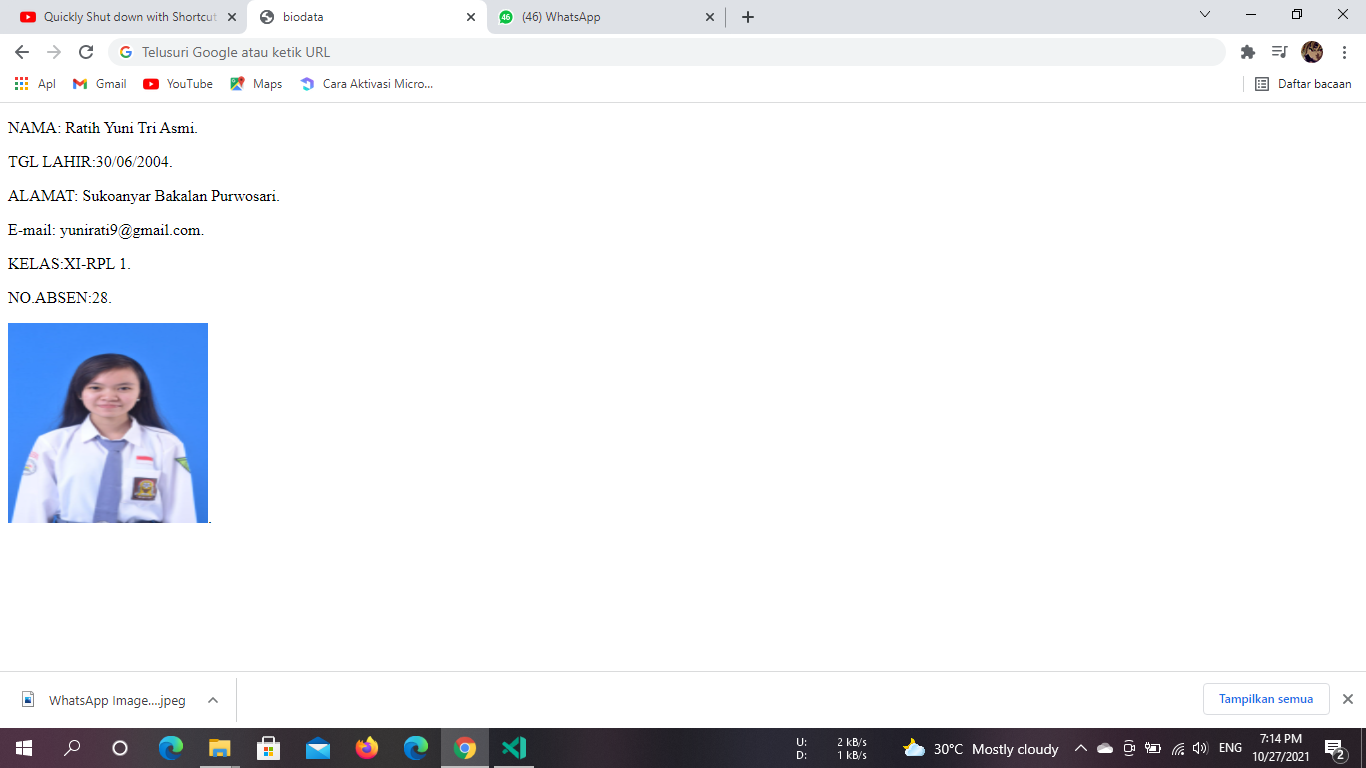 Quickly Shut down with Shortcut
biodata
46
(46) WhatsApp
Telusuri Google atau ketik URL
Apl
Gmail
YouTube
Maps
Cara Aktivasi Micro...
Daftar bacaan
NAMA: Ratih Yuni Tri Asmi.
TGL LAHIR:30/06/2004.
ALAMAT: Sukoanyar Bakalan Purwosari.
E-mail: yunirati9@gmail.com.
KELAS:XI-RPL 1.
NO.ABSEN:28.
.
WhatsApp Image....jpeg
Tampilkan semua
U: 2 kB/s
D: 1 kB/s
30°C Mostly cloudy
ENG
7:14 PM
10/27/2021
2